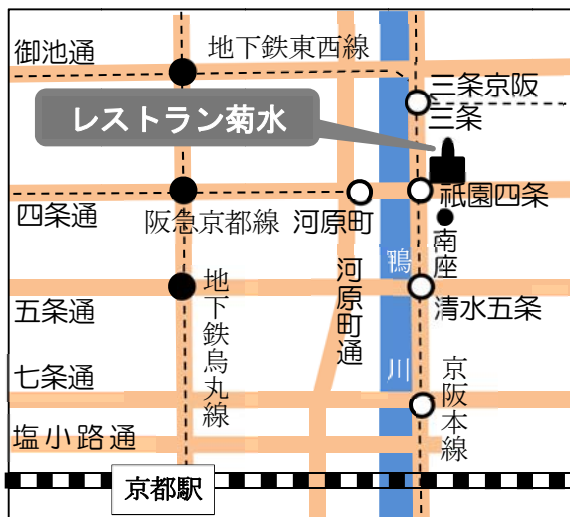 地下鉄東西線
御池通
三条京阪
三条
レストラン菊水
祇園四条
四条通
阪急京都線
河原町
南座
鴨川
河原町通
地下鉄烏丸線
五条通
清水五条
七条通
京阪本線
塩小路通
京都駅